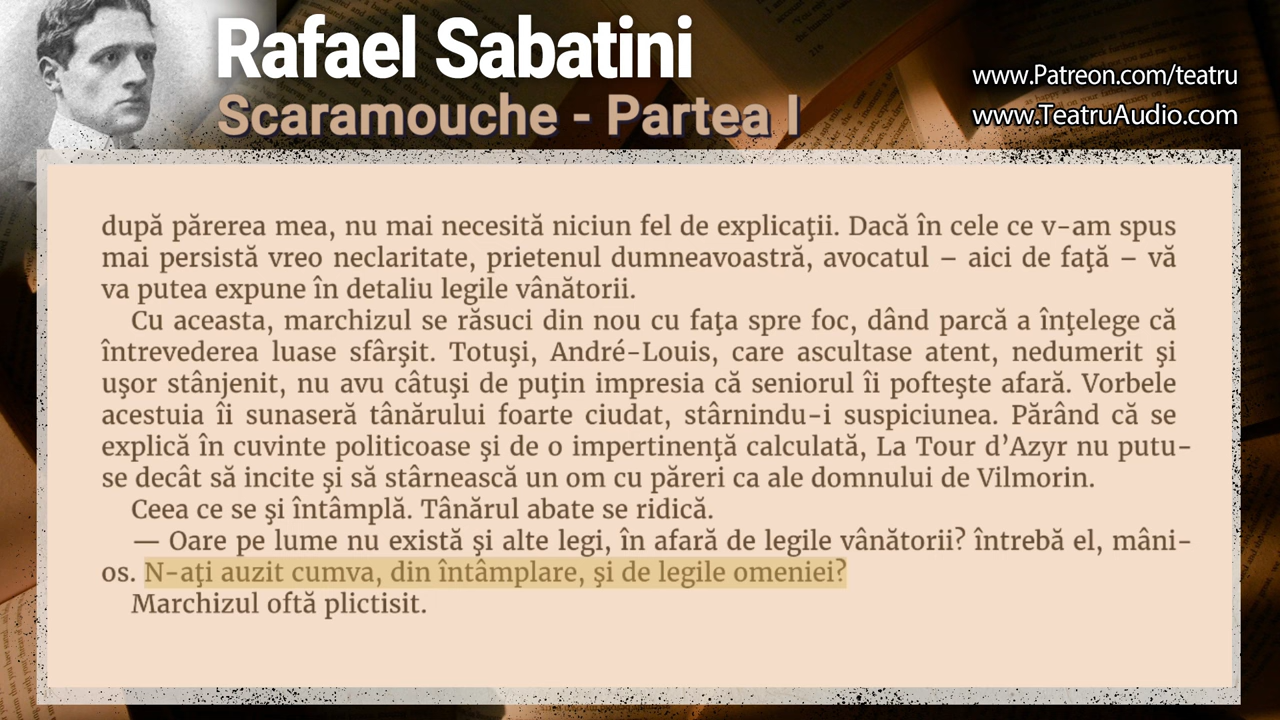 Rafael Sabatini
Scaramouche - Partea I
www.Patreon.com/teatru
www.TeatruAudio.com
după părerea mea, nu mai necesită niciun fel de explicaţii. Dacă în cele ce v-am spus
mai persistă vreo neclaritate, prietenul dumneavoastră, avocatul – aici de faţă – vă
va putea expune în detaliu legile vânătorii.
Cu aceasta, marchizul se răsuci din nou cu faţa spre foc, dând parcă a înţelege că
întrevederea luase sfârşit. Totuşi, André-Louis, care ascultase atent, nedumerit şi
uşor stânjenit, nu avu câtuşi de puţin impresia că seniorul îi pofteşte afară. Vorbele
acestuia îi sunaseră tânărului foarte ciudat, stârnindu-i suspiciunea. Părând că se
explică în cuvinte politicoase şi de o impertinenţă calculată, La Tour d’Azyr nu putu-
se decât să incite şi să stârnească un om cu păreri ca ale domnului de Vilmorin.
Ceea ce se şi întâmplă. Tânărul abate se ridică.
— Oare pe lume nu există şi alte legi, în afară de legile vânătorii? întrebă el, mâni-
os. N-aţi auzit cumva, din întâmplare, şi de legile omeniei?
Marchizul oftă plictisit.